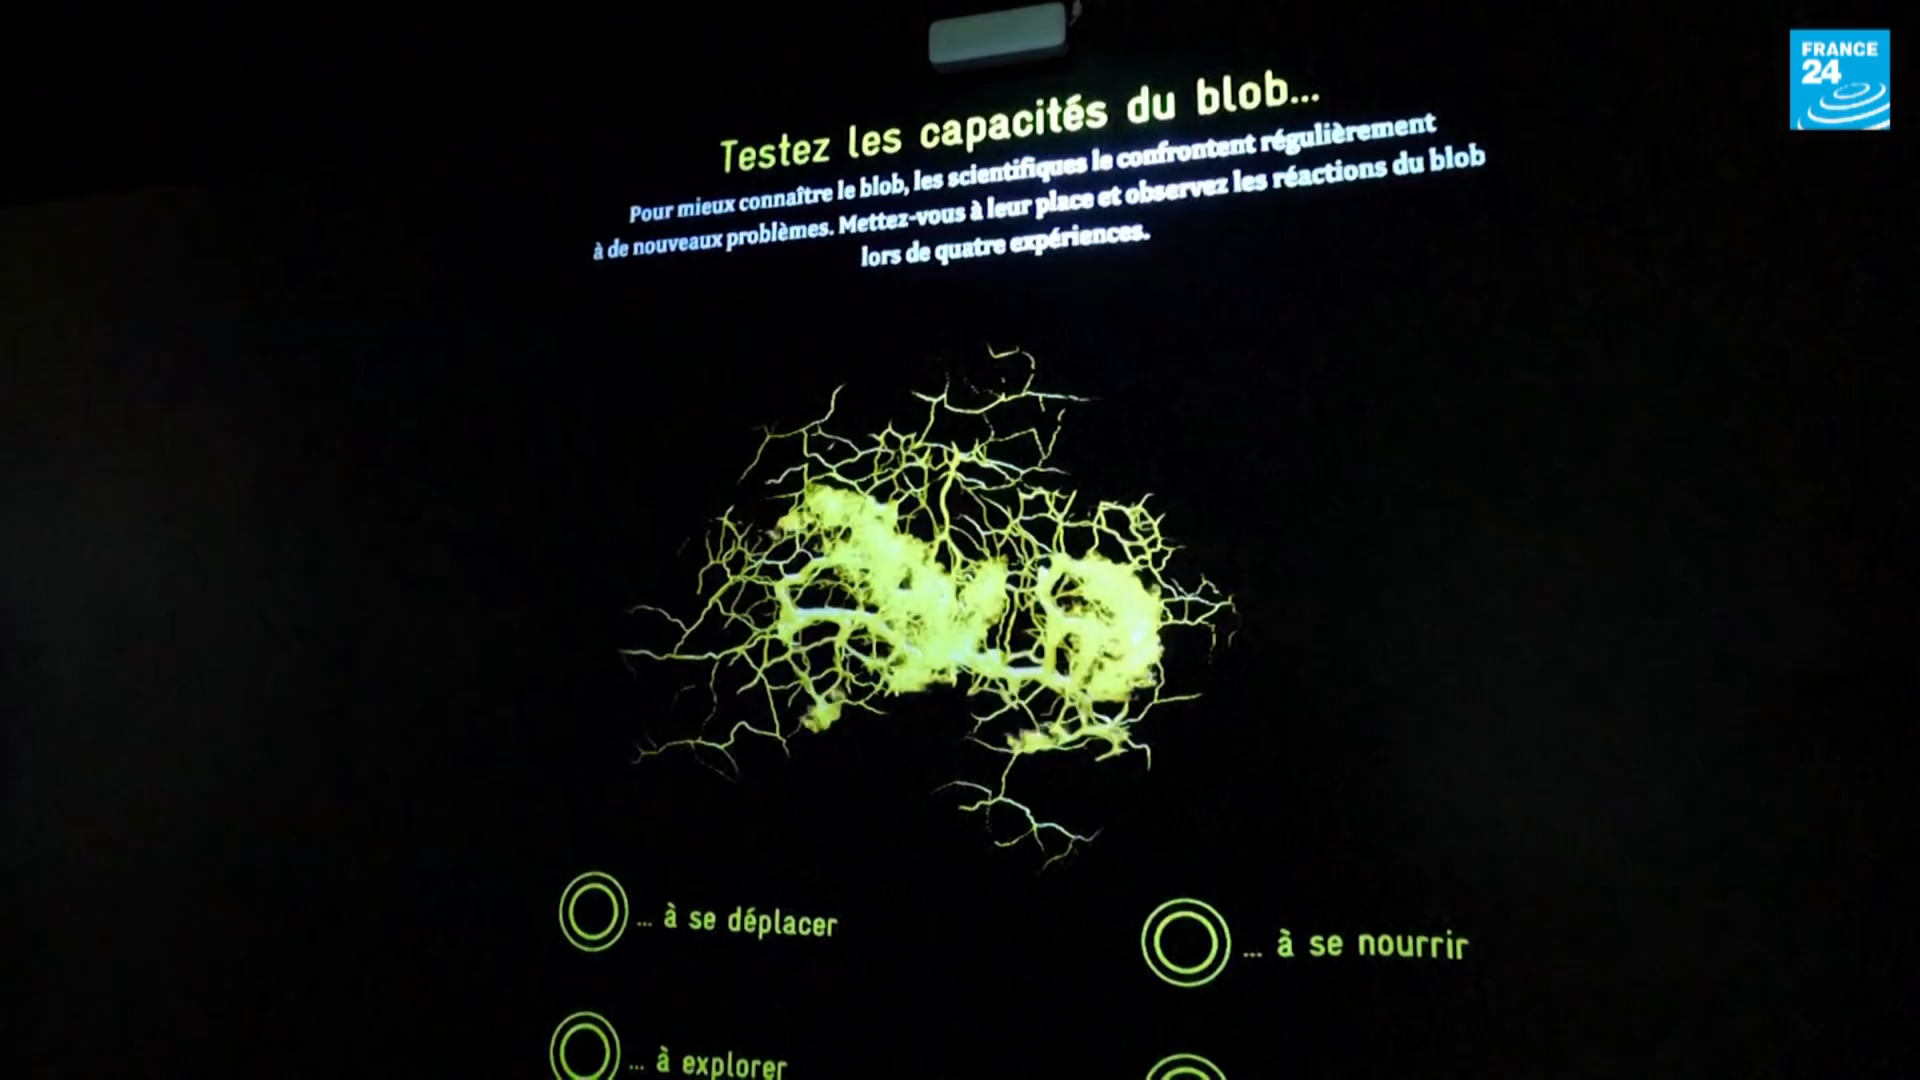 FRANCE
24
Testez les capacités du blob...
Pour mieux connaître le blob, les scientifiques le confrontent régulièrement
à de nouveaux problèmes. Mettez-vous à leur place et observez les réactions du blob
lors de quatre expériences.
... à se déplacer
... à se nourrir
... à explorer